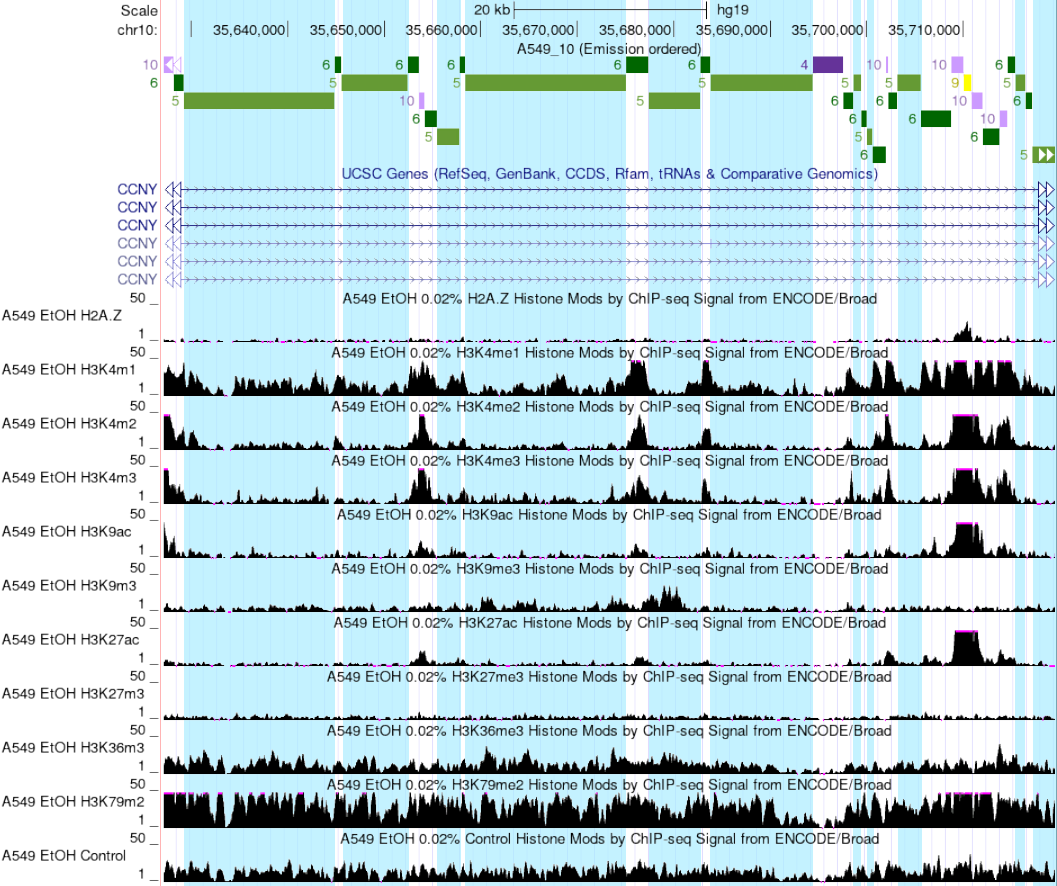 Scale 20 kb hg19
chr10: 35,640,000 35,650,000 35,660,000 35,670,000 35,680,000 35,690,000 35,700,000 35,710,000
A549_10 (Emission ordered)
10 6 6 6 6 6 4 10 10 6
6 5 5 5 5 5 5 9 5
5 10 5 6 6 10 6
6 6 6 10
5 5 6
6 5
UCSC Genes (RefSeq, GenBank, CCDS, Rfam, tRNAs & Comparative Genomics)
CCNY
CCNY
CCNY
CCNY
CCNY
CCNY
50 A549 EtOH 0.02% H2A.Z Histone Mods by ChIP-seq Signal from ENCODE/Broad
A549 EtOH H2A.Z
1
50 A549 EtOH 0.02% H3K4me1 Histone Mods by ChIP-seq Signal from ENCODE/Broad
A549 EtOH H3K4m1
1
50 A549 EtOH 0.02% H3K4me2 Histone Mods by ChIP-seq Signal from ENCODE/Broad
A549 EtOH H3K4m2
1
50 A549 EtOH 0.02% H3K4me3 Histone Mods by ChIP-seq Signal from ENCODE/Broad
A549 EtOH H3K4m3
1
50 A549 EtOH 0.02% H3K9ac Histone Mods by ChIP-seq Signal from ENCODE/Broad
A549 EtOH H3K9ac
1
50 A549 EtOH 0.02% H3K9me3 Histone Mods by ChIP-seq Signal from ENCODE/Broad
A549 EtOH H3K9m3
1
50 A549 EtOH 0.02% H3K27ac Histone Mods by ChIP-seq Signal from ENCODE/Broad
A549 EtOH H3K27ac
1
50 A549 EtOH 0.02% H3K27me3 Histone Mods by ChIP-seq Signal from ENCODE/Broad
A549 EtOH H3K27m3
1
50 A549 EtOH 0.02% H3K36me3 Histone Mods by ChIP-seq Signal from ENCODE/Broad
A549 EtOH H3K36m3
1
50 A549 EtOH 0.02% H3K79me2 Histone Mods by ChIP-seq Signal from ENCODE/Broad
A549 EtOH H3K79m2
1
50 A549 EtOH 0.02% Control Histone Mods by ChIP-seq Signal from ENCODE/Broad
A549 EtOH Control
1